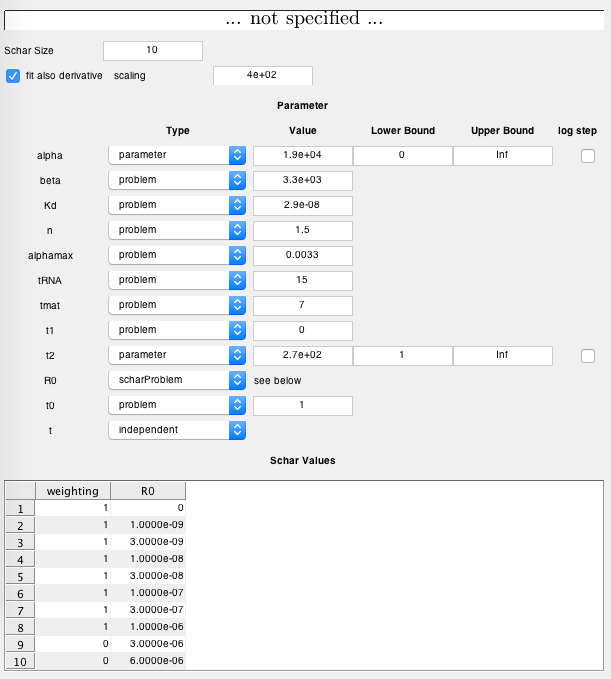 ... not specified ...
Schar Size 10
fit also derivative scaling 4e+02
Parameter
Type Value Lower Bound Upper Bound log step
alpha parameter 1.9e+04 0 Inf
beta problem 3.3e+03
Kd problem 2.9e-08
n problem 1.5
alphamax problem 0.0033
tRNA problem 15
tmat problem 7
t1 problem 0
t2 parameter 2.7e+02 1 Inf
R0 scharProblem see below
t0 problem 1
t independent
Schar Values
weighting R0
1 1 0
2 1 1.0000e-09
3 1 3.0000e-09
4 1 1.0000e-08
5 1 3.0000e-08
6 1 1.0000e-07
7 1 3.0000e-07
8 1 1.0000e-06
9 0 3.0000e-06
10 0 6.0000e-06